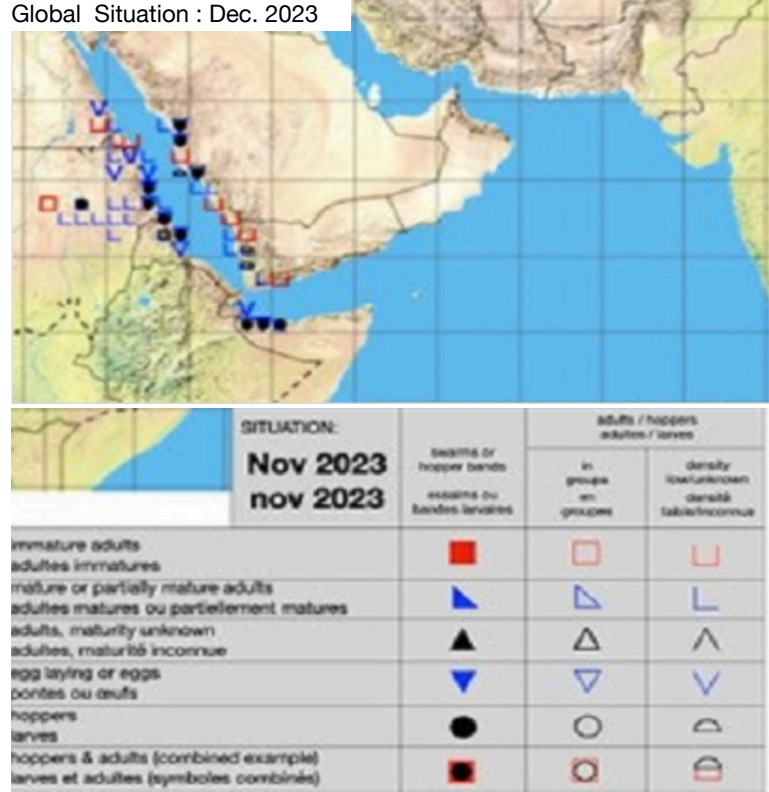 Global Situation : Dec. 2023
SITUATION:
Nov 2023
nov 2023
swarms or
hopper bands
essaims ou
bandes larvaires
adults / hoppers
adultes / larves
in
groups
en
groupes
density
low/unknown
densité
faible/inconnue
immature adults
adultes immatures
mature or partially mature adults
adultes matures ou partiellement matures
adults, maturity unknown
adultes, maturité inconnue
egg laying or eggs
pontes ou œufs
hoppers
larves
hoppers & adults (combined example)
larves et adultes (symboles combinés)